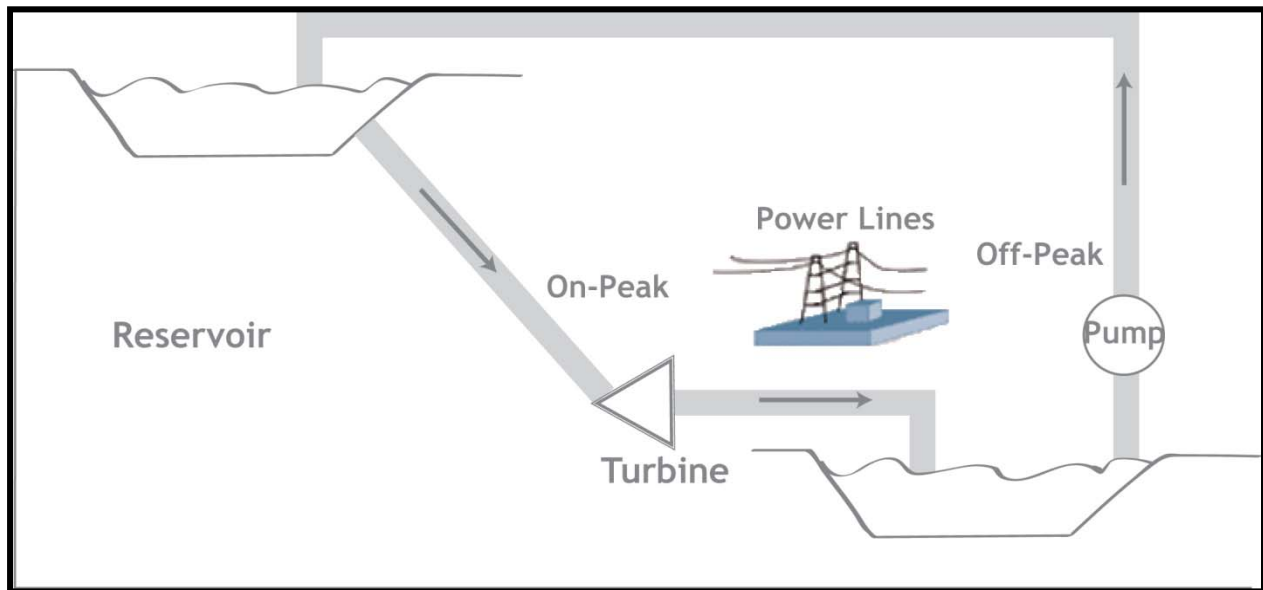 Power Lines
Off-Peak
On-Peak
Reservoir
Pump
Turbine